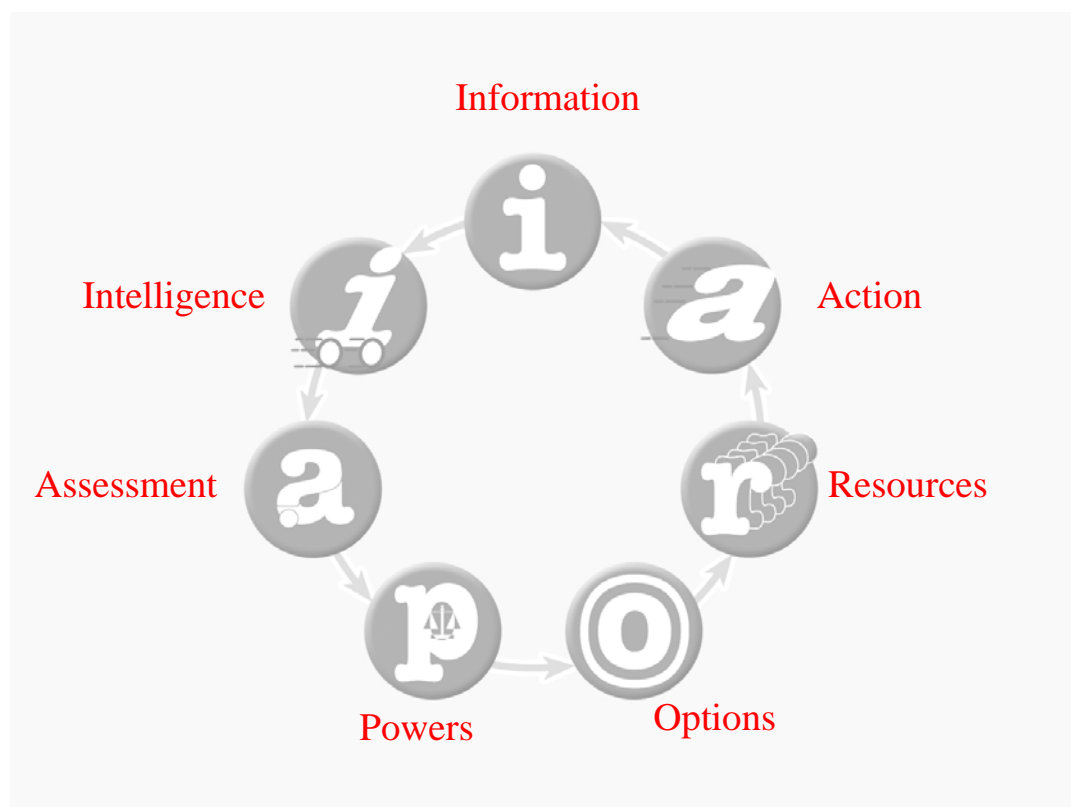 Information
i
Intelligence
i
a
Action
Assessment
a
r
Resources
p
o
Powers
Options